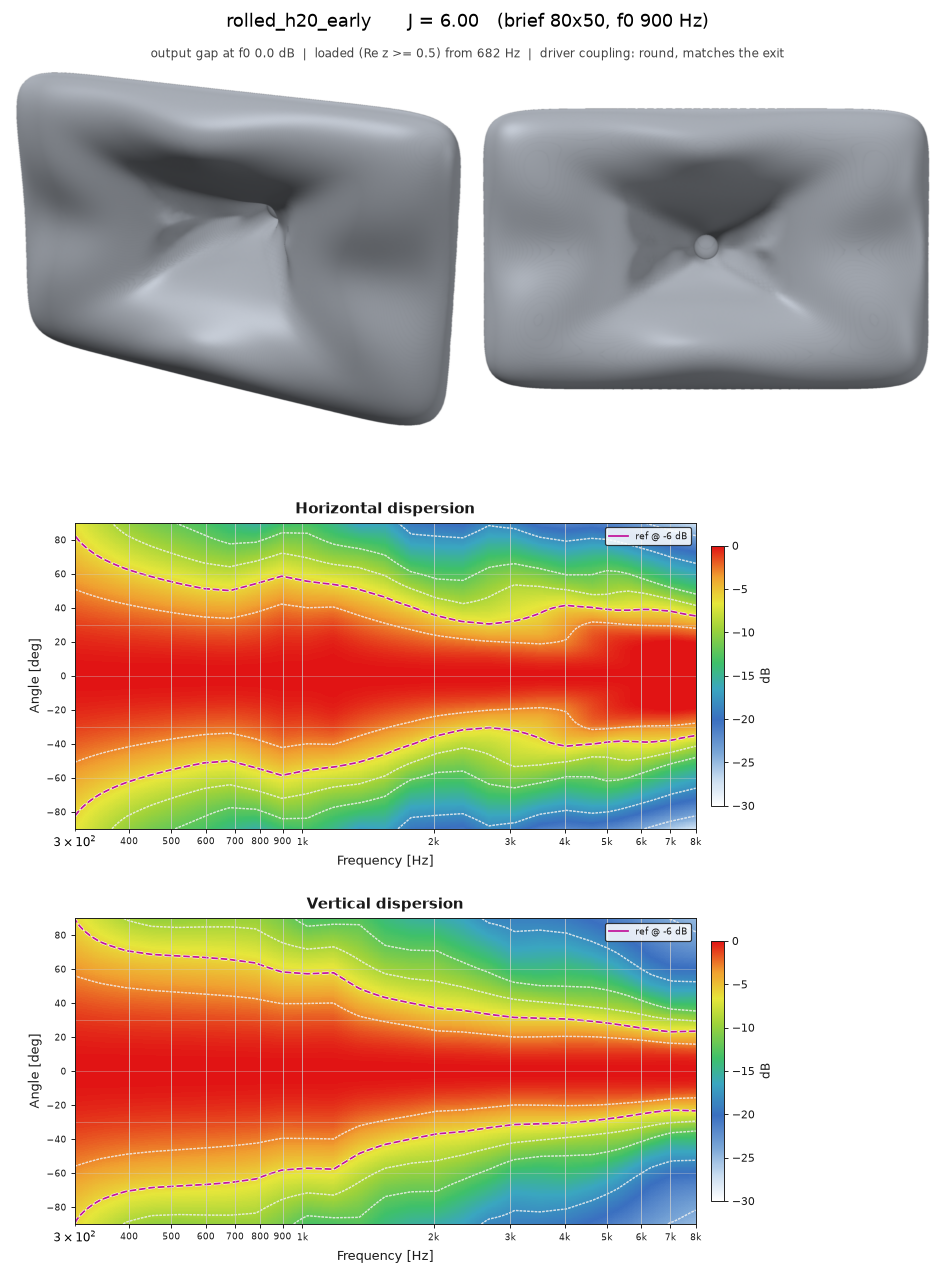 rolled_h20_early J = 6.00 (brief 80x50, f0 900 Hz)
output gap at f0 0.0 dB | loaded (Re z >= 0.5) from 682 Hz | driver coupling: round, matches the exit
Horizontal dispersion
ref @ -6 dB
Angle [deg]
80
60
40
20
0
−20
−40
−60
−80
3 × 10²
400
500
600
700
800
900
1k
2k
3k
4k
5k
6k
7k
8k
Frequency [Hz]
0
−5
−10
−15
−20
−25
−30
dB
Vertical dispersion
ref @ -6 dB
Angle [deg]
80
60
40
20
0
−20
−40
−60
−80
3 × 10²
400
500
600
700
800
900
1k
2k
3k
4k
5k
6k
7k
8k
Frequency [Hz]
0
−5
−10
−15
−20
−25
−30
dB